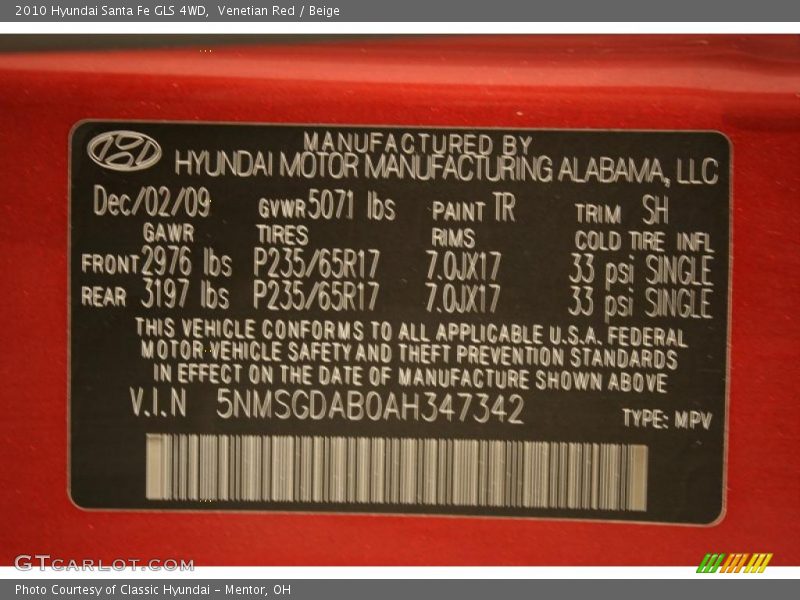 2010 Hyundai Santa Fe GLS 4WD, Venetian Red / Beige
MANUFACTURED BY
HYUNDAI MOTOR MANUFACTURING ALABAMA, LLC
Dec/02/09 GVWR 5071 lbs PAINT TR TRIM SH
GAWR TIRES RIMS COLD TIRE INFL
FRONT 2976 lbs P235/65R17 7.0JX17 33 psi SINGLE
REAR 3197 lbs P235/65R17 7.0JX17 33 psi SINGLE
THIS VEHICLE CONFORMS TO ALL APPLICABLE U.S.A. FEDERAL
MOTOR VEHICLE SAFETY AND THEFT PREVENTION STANDARDS
IN EFFECT ON THE DATE OF MANUFACTURE SHOWN ABOVE
V.I.N 5NMSGDAB0AH347342 TYPE: MPV
GTCARLOT.COM
Photo Courtesy of Classic Hyundai - Mentor, OH